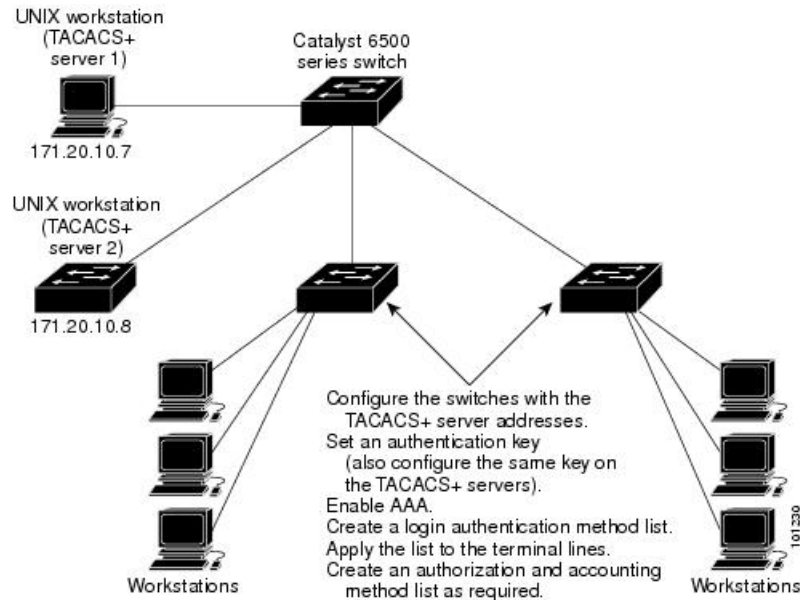 UNIX workstation
(TACACS+
server 1)
Catalyst 6500
series switch
171.20.10.7
UNIX workstation
(TACACS+
server 2)
171.20.10.8
Configure the switches with the
TACACS+ server addresses.
Set an authentication key
(also configure the same key on
the TACACS+ servers).
Enable AAA.
Create a login authentication method list.
Apply the list to the terminal lines.
Create an authorization and accounting
method list as required.
Workstations
Workstations
101230